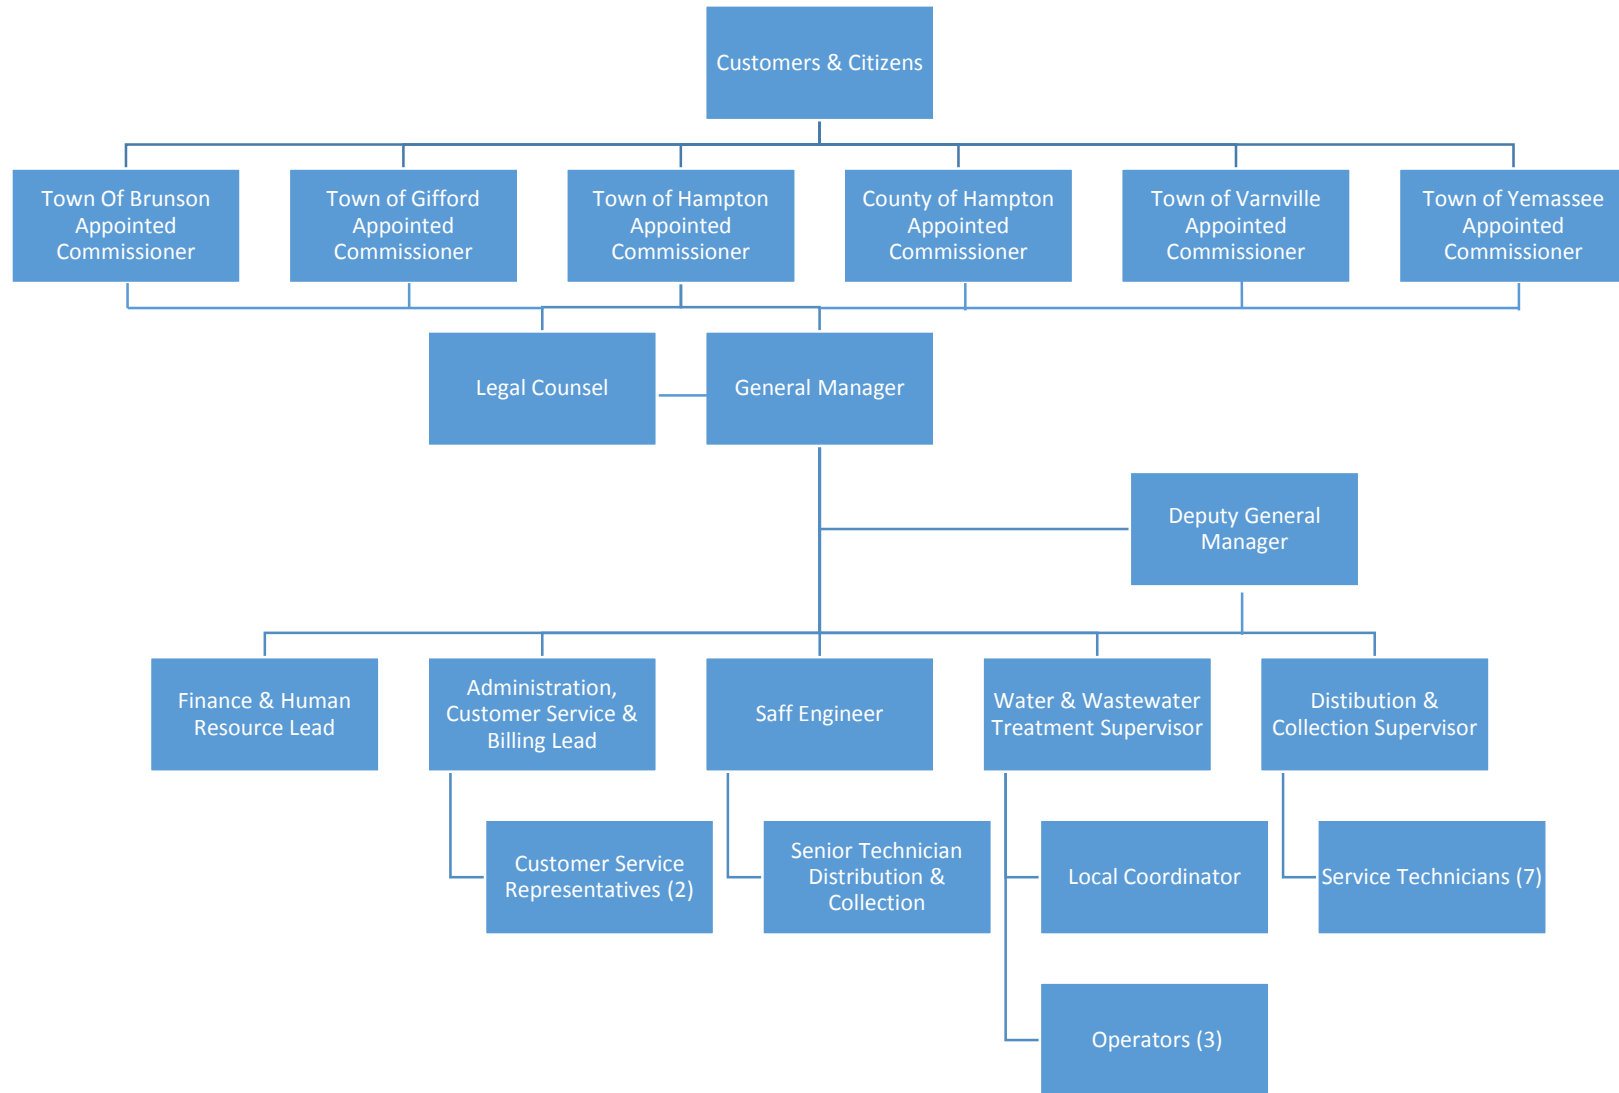 Customers & Citizens
Town Of Brunson
Appointed
Commissioner
Town of Gifford
Appointed
Commissioner
Town of Hampton
Appointed
Commissioner
County of Hampton
Appointed
Commissioner
Town of Varnville
Appointed
Commissioner
Town of Yemassee
Appointed
Commissioner
Legal Counsel
General Manager
Deputy General
Manager
Finance & Human
Resource Lead
Administration,
Customer Service &
Billing Lead
Saff Engineer
Water & Wastewater
Treatment Supervisor
Distibution &
Collection Supervisor
Customer Service
Representatives (2)
Senior Technician
Distribution &
Collection
Local Coordinator
Service Technicians (7)
Operators (3)